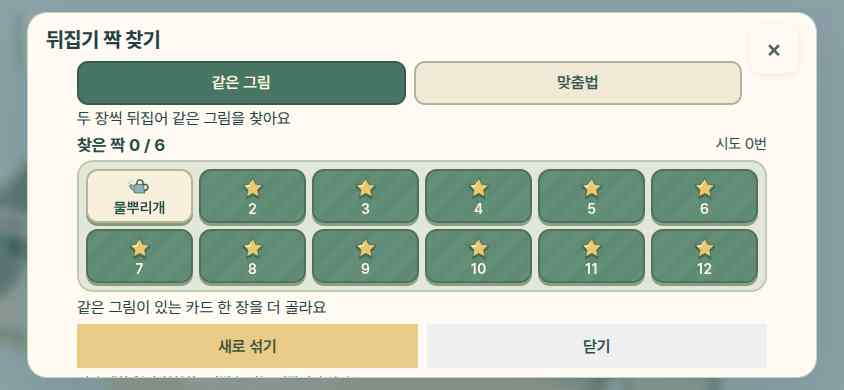 뒤집기 짝 찾기
×
같은 그림
맞춤법
두 장씩 뒤집어 같은 그림을 찾아요
찾은 짝 0 / 6
시도 0번
물뿌리개
2
3
4
5
6
7
8
9
10
11
12
같은 그림이 있는 카드 한 장을 더 골라요
새로 섞기
닫기